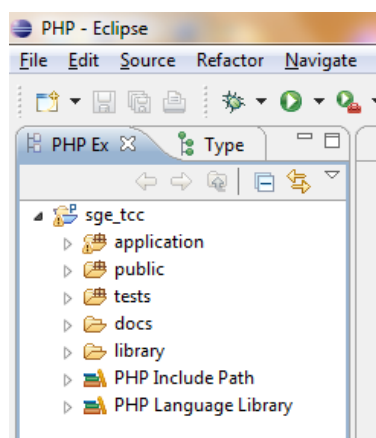 PHP - Eclipse
File Edit Source Refactor Navigate
PHP Ex Type
sge_tcc
application
public
tests
docs
library
PHP Include Path
PHP Language Library